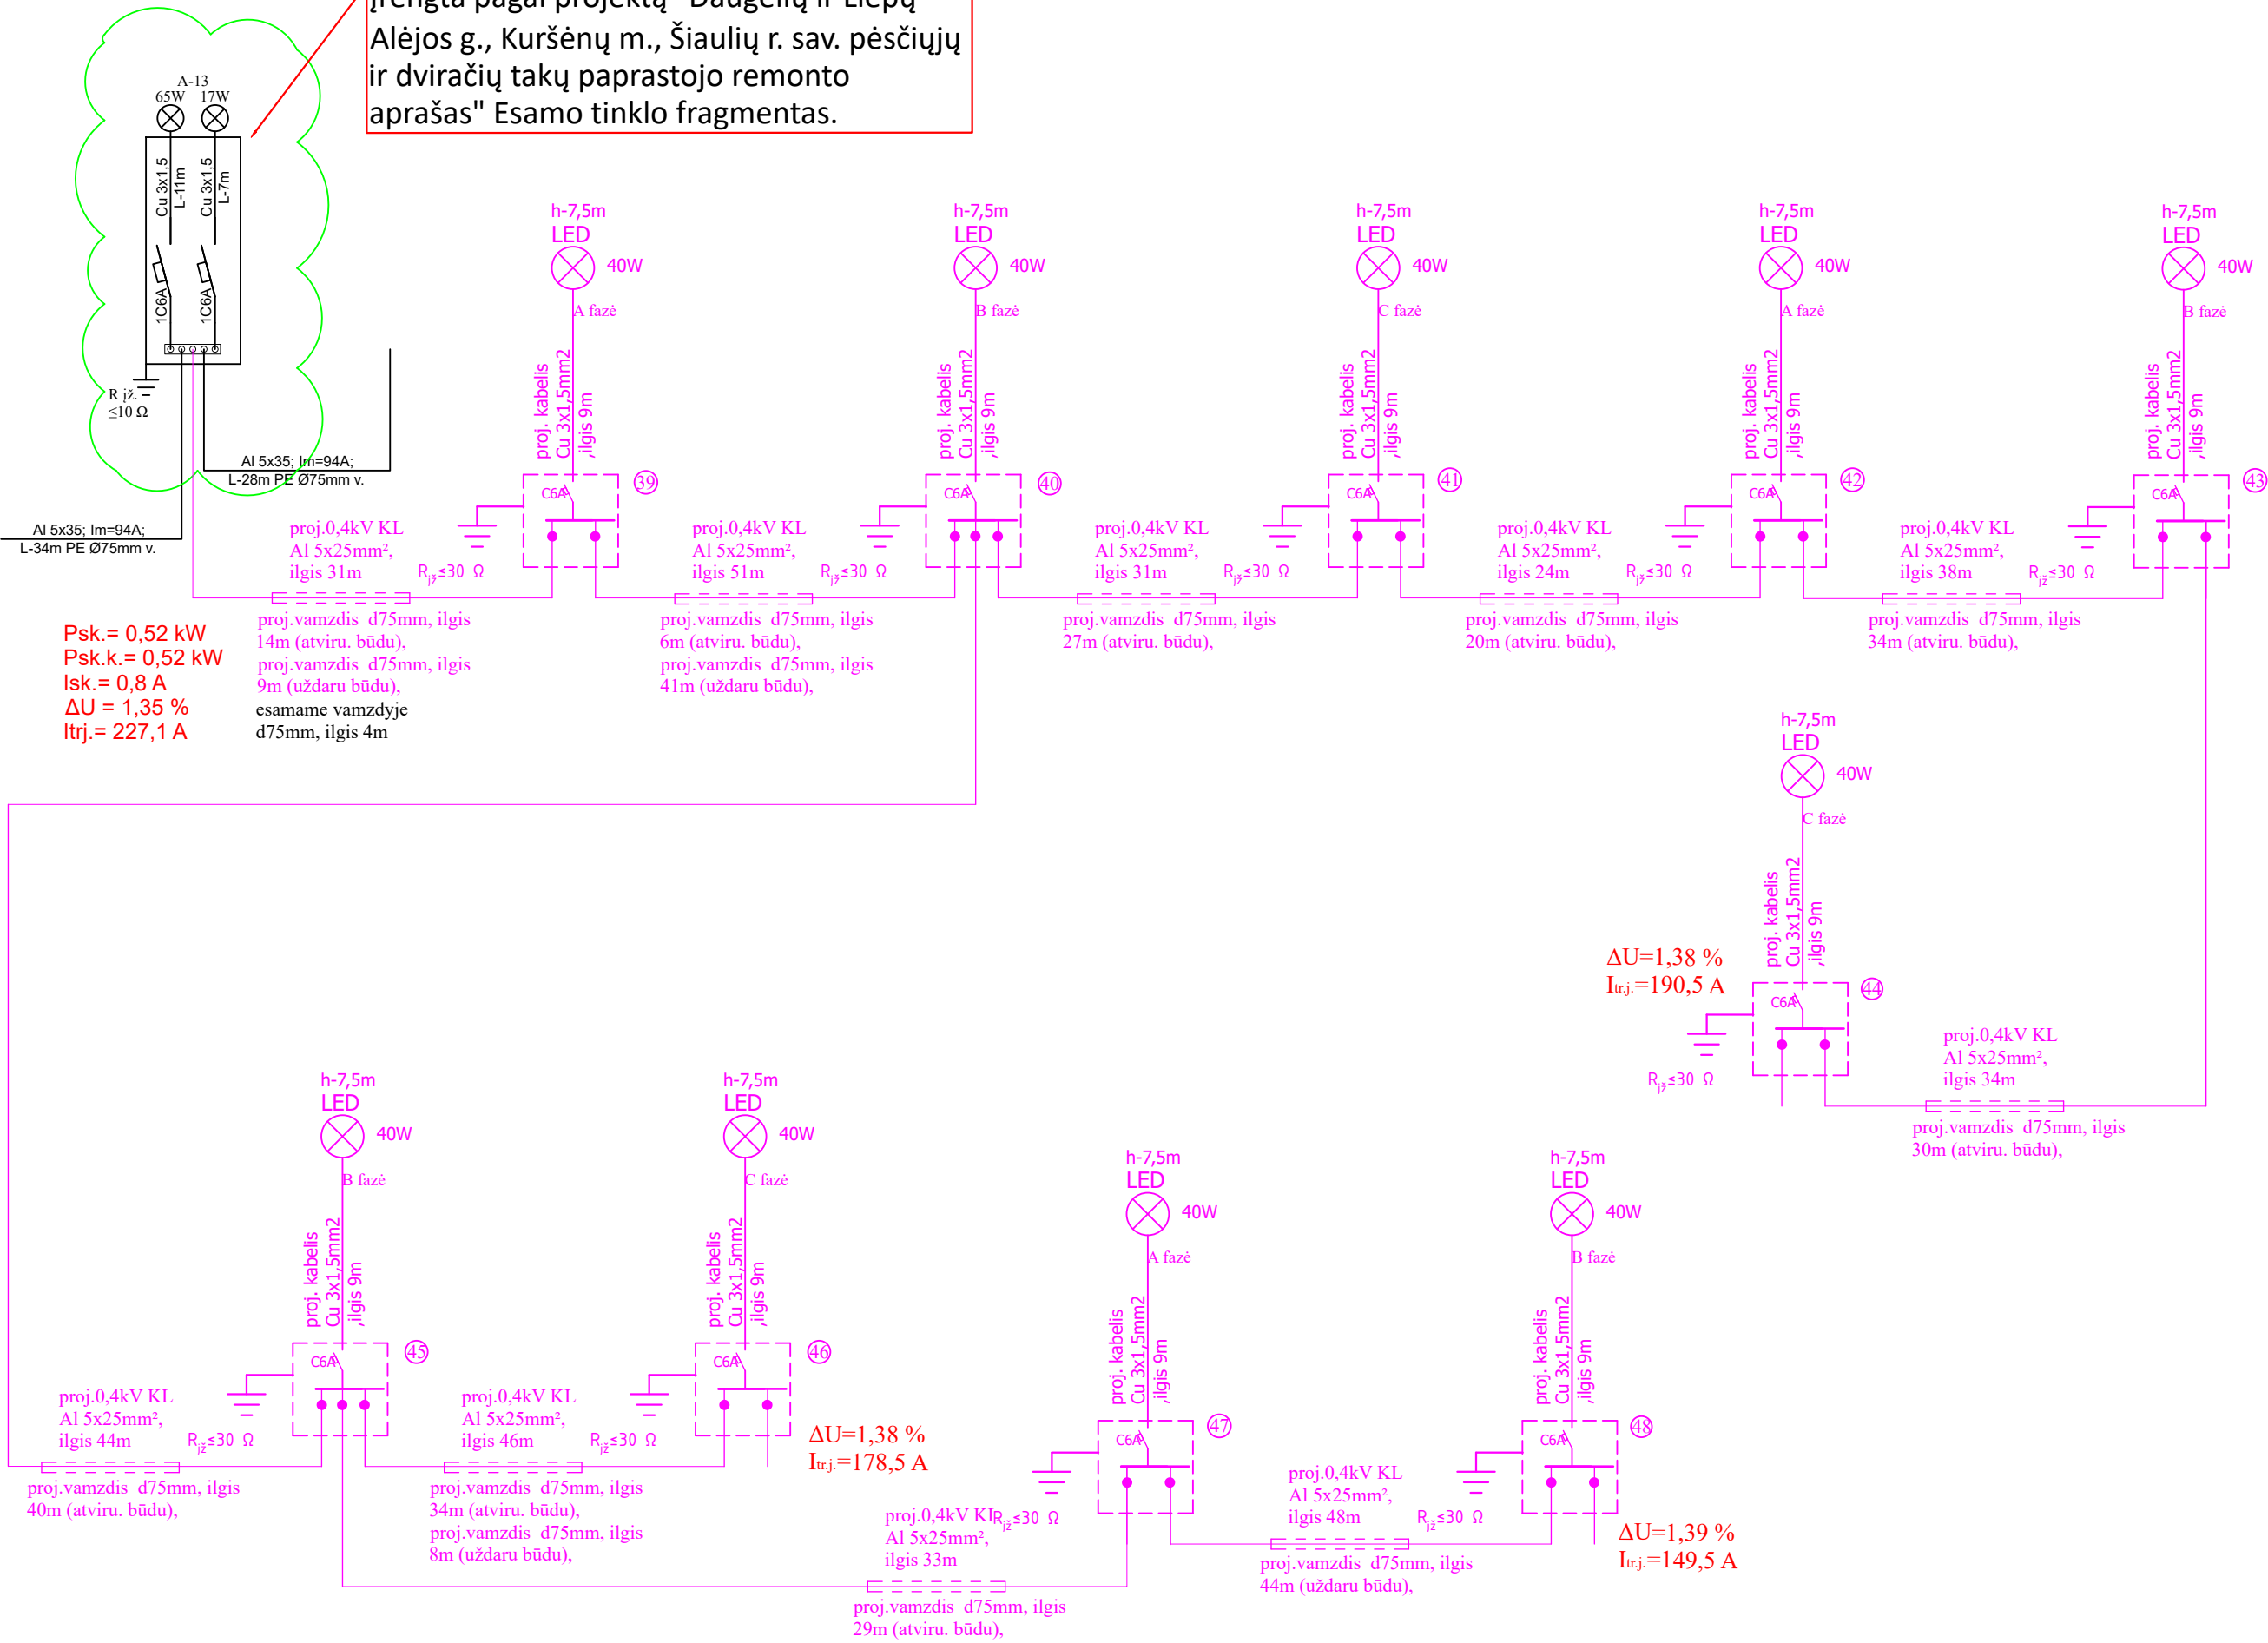 įrengta pagal projektą "Daugėlių ir Liepų
Alėjos g., Kuršėnų m., Šiaulių r. sav. pėsčiųjų
ir dviračių takų paprastojo remonto
aprašas" Esamo tinklo fragmentas.
A-13
65W 17W
Cu 3x1,5
L-11m
Cu 3x1,5
L-7m
1C6A
1C6A
R įž.
≤10 Ω
Al 5x35; Im=94A;
L-28m PE Ø75mm v.
Al 5x35; Im=94A;
L-34m PE Ø75mm v.
Psk.= 0,52 kW
Psk.k.= 0,52 kW
Isk.= 0,8 A
ΔU = 1,35 %
Itrj.= 227,1 A
h-7,5m
LED
40W
A fazė
proj. kabelis
Cu 3x1,5mm2
,ilgis 9m
C6A
39
proj.0,4kV KL
Al 5x25mm²,
ilgis 31m
Rįž≤30 Ω
proj.vamzdis d75mm, ilgis
14m (atviru. būdu),
proj.vamzdis d75mm, ilgis
9m (uždaru būdu),
esamame vamzdyje
d75mm, ilgis 4m
h-7,5m
LED
40W
B fazė
proj. kabelis
Cu 3x1,5mm2
,ilgis 9m
C6A
40
proj.0,4kV KL
Al 5x25mm²,
ilgis 51m
Rįž≤30 Ω
proj.vamzdis d75mm, ilgis
6m (atviru. būdu),
proj.vamzdis d75mm, ilgis
41m (uždaru būdu),
h-7,5m
LED
40W
C fazė
proj. kabelis
Cu 3x1,5mm2
,ilgis 9m
C6A
41
proj.0,4kV KL
Al 5x25mm²,
ilgis 31m
Rįž≤30 Ω
proj.vamzdis d75mm, ilgis
27m (atviru. būdu),
h-7,5m
LED
40W
A fazė
proj. kabelis
Cu 3x1,5mm2
,ilgis 9m
C6A
42
proj.0,4kV KL
Al 5x25mm²,
ilgis 24m
Rįž≤30 Ω
proj.vamzdis d75mm, ilgis
20m (atviru. būdu),
h-7,5m
LED
40W
B fazė
proj. kabelis
Cu 3x1,5mm2
,ilgis 9m
C6A
43
proj.0,4kV KL
Al 5x25mm²,
ilgis 38m
Rįž≤30 Ω
proj.vamzdis d75mm, ilgis
34m (atviru. būdu),
h-7,5m
LED
40W
C fazė
proj. kabelis
Cu 3x1,5mm2
,ilgis 9m
ΔU=1,38 %
Itr.j.=190,5 A
C6A
44
Rįž≤30 Ω
proj.0,4kV KL
Al 5x25mm²,
ilgis 34m
proj.vamzdis d75mm, ilgis
30m (atviru. būdu),
h-7,5m
LED
40W
B fazė
proj. kabelis
Cu 3x1,5mm2
,ilgis 9m
C6A
45
proj.0,4kV KL
Al 5x25mm²,
ilgis 44m
Rįž≤30 Ω
proj.vamzdis d75mm, ilgis
40m (atviru. būdu),
h-7,5m
LED
40W
C fazė
proj. kabelis
Cu 3x1,5mm2
,ilgis 9m
C6A
46
proj.0,4kV KL
Al 5x25mm²,
ilgis 46m
Rįž≤30 Ω
proj.vamzdis d75mm, ilgis
34m (atviru. būdu),
proj.vamzdis d75mm, ilgis
8m (uždaru būdu),
ΔU=1,38 %
Itr.j.=178,5 A
h-7,5m
LED
40W
A fazė
proj. kabelis
Cu 3x1,5mm2
,ilgis 9m
C6A
47
proj.0,4kV KL
Al 5x25mm²,
ilgis 33m
Rįž≤30 Ω
proj.vamzdis d75mm, ilgis
29m (atviru. būdu),
h-7,5m
LED
40W
B fazė
proj. kabelis
Cu 3x1,5mm2
,ilgis 9m
C6A
48
proj.0,4kV KL
Al 5x25mm²,
ilgis 48m
Rįž≤30 Ω
proj.vamzdis d75mm, ilgis
44m (uždaru būdu),
ΔU=1,39 %
Itr.j.=149,5 A